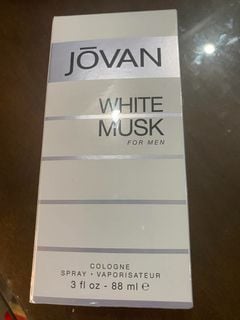 JŌVAN
WHITE
MUSK
FOR MEN
COLOGNE
SPRAY • VAPORISATEUR
3 fl oz - 88 ml ℮